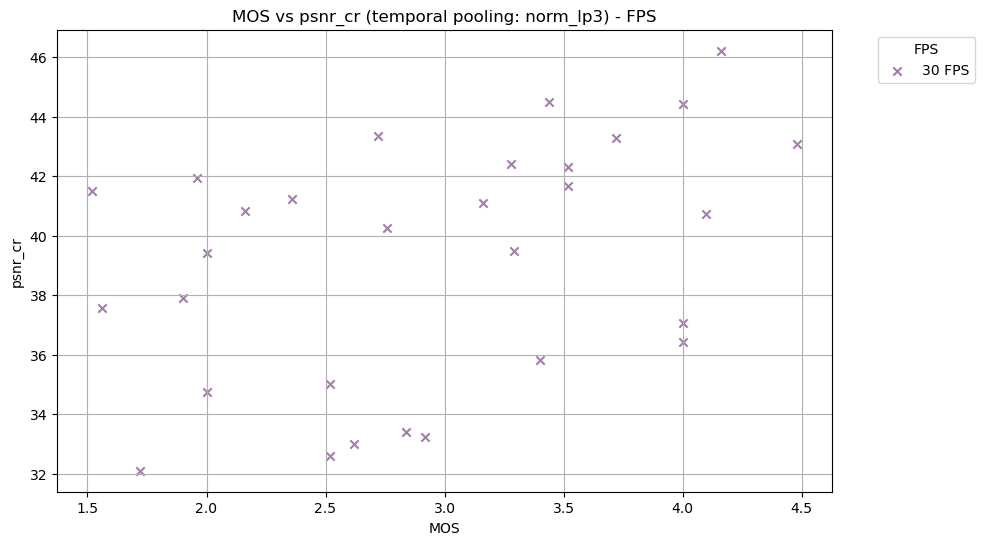 MOS vs psnr_cr (temporal pooling: norm_lp3) - FPS
FPS
30 FPS
psnr_cr
46
44
42
40
38
36
34
32
1.5 2.0 2.5 3.0 3.5 4.0 4.5
MOS